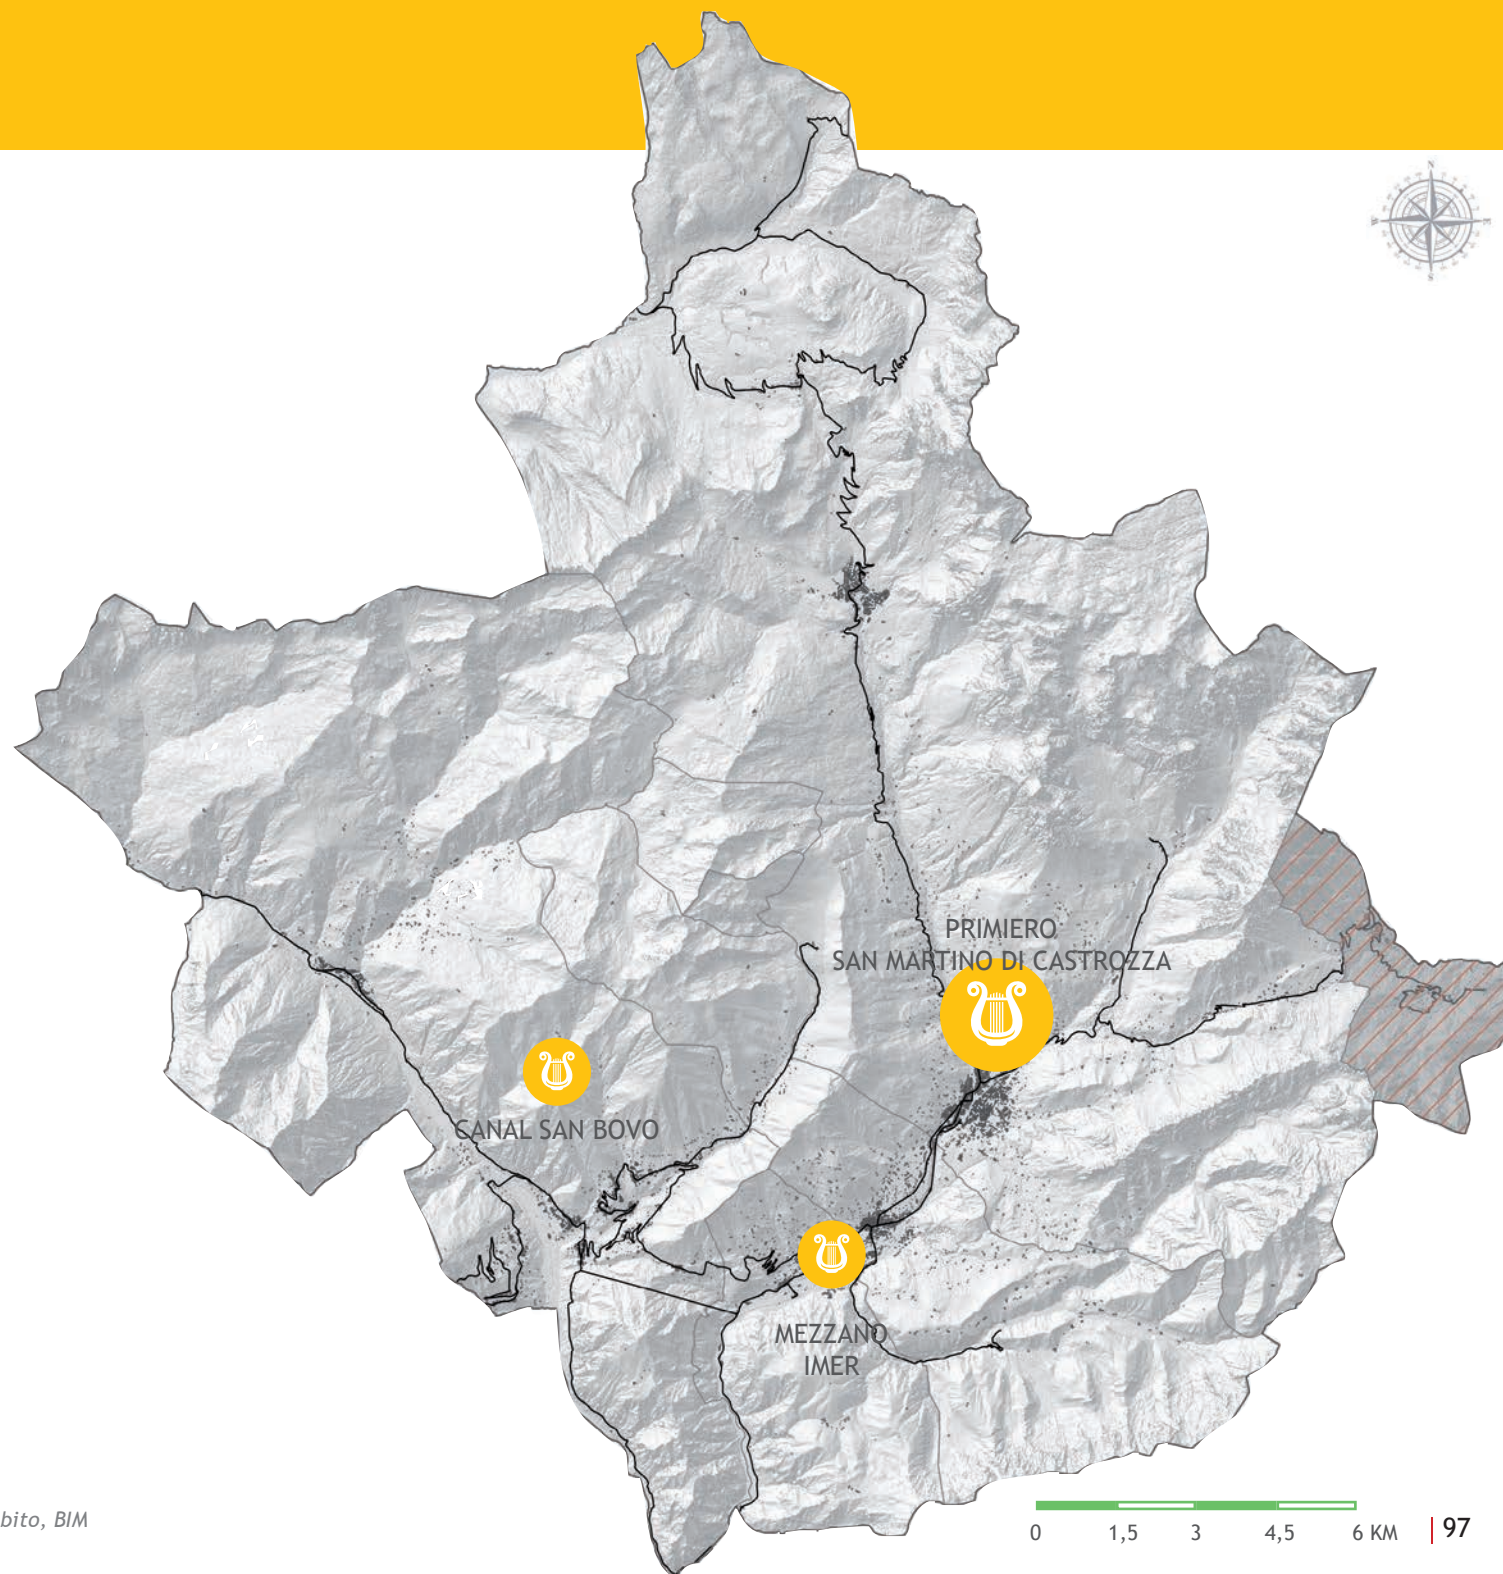 N
W
E
S
PRIMIERO
SAN MARTINO DI CASTROZZA
CANAL SAN BOVO
MEZZANO
IMER
bito, BIM
0 1,5 3 4,5 6 KM
| 97